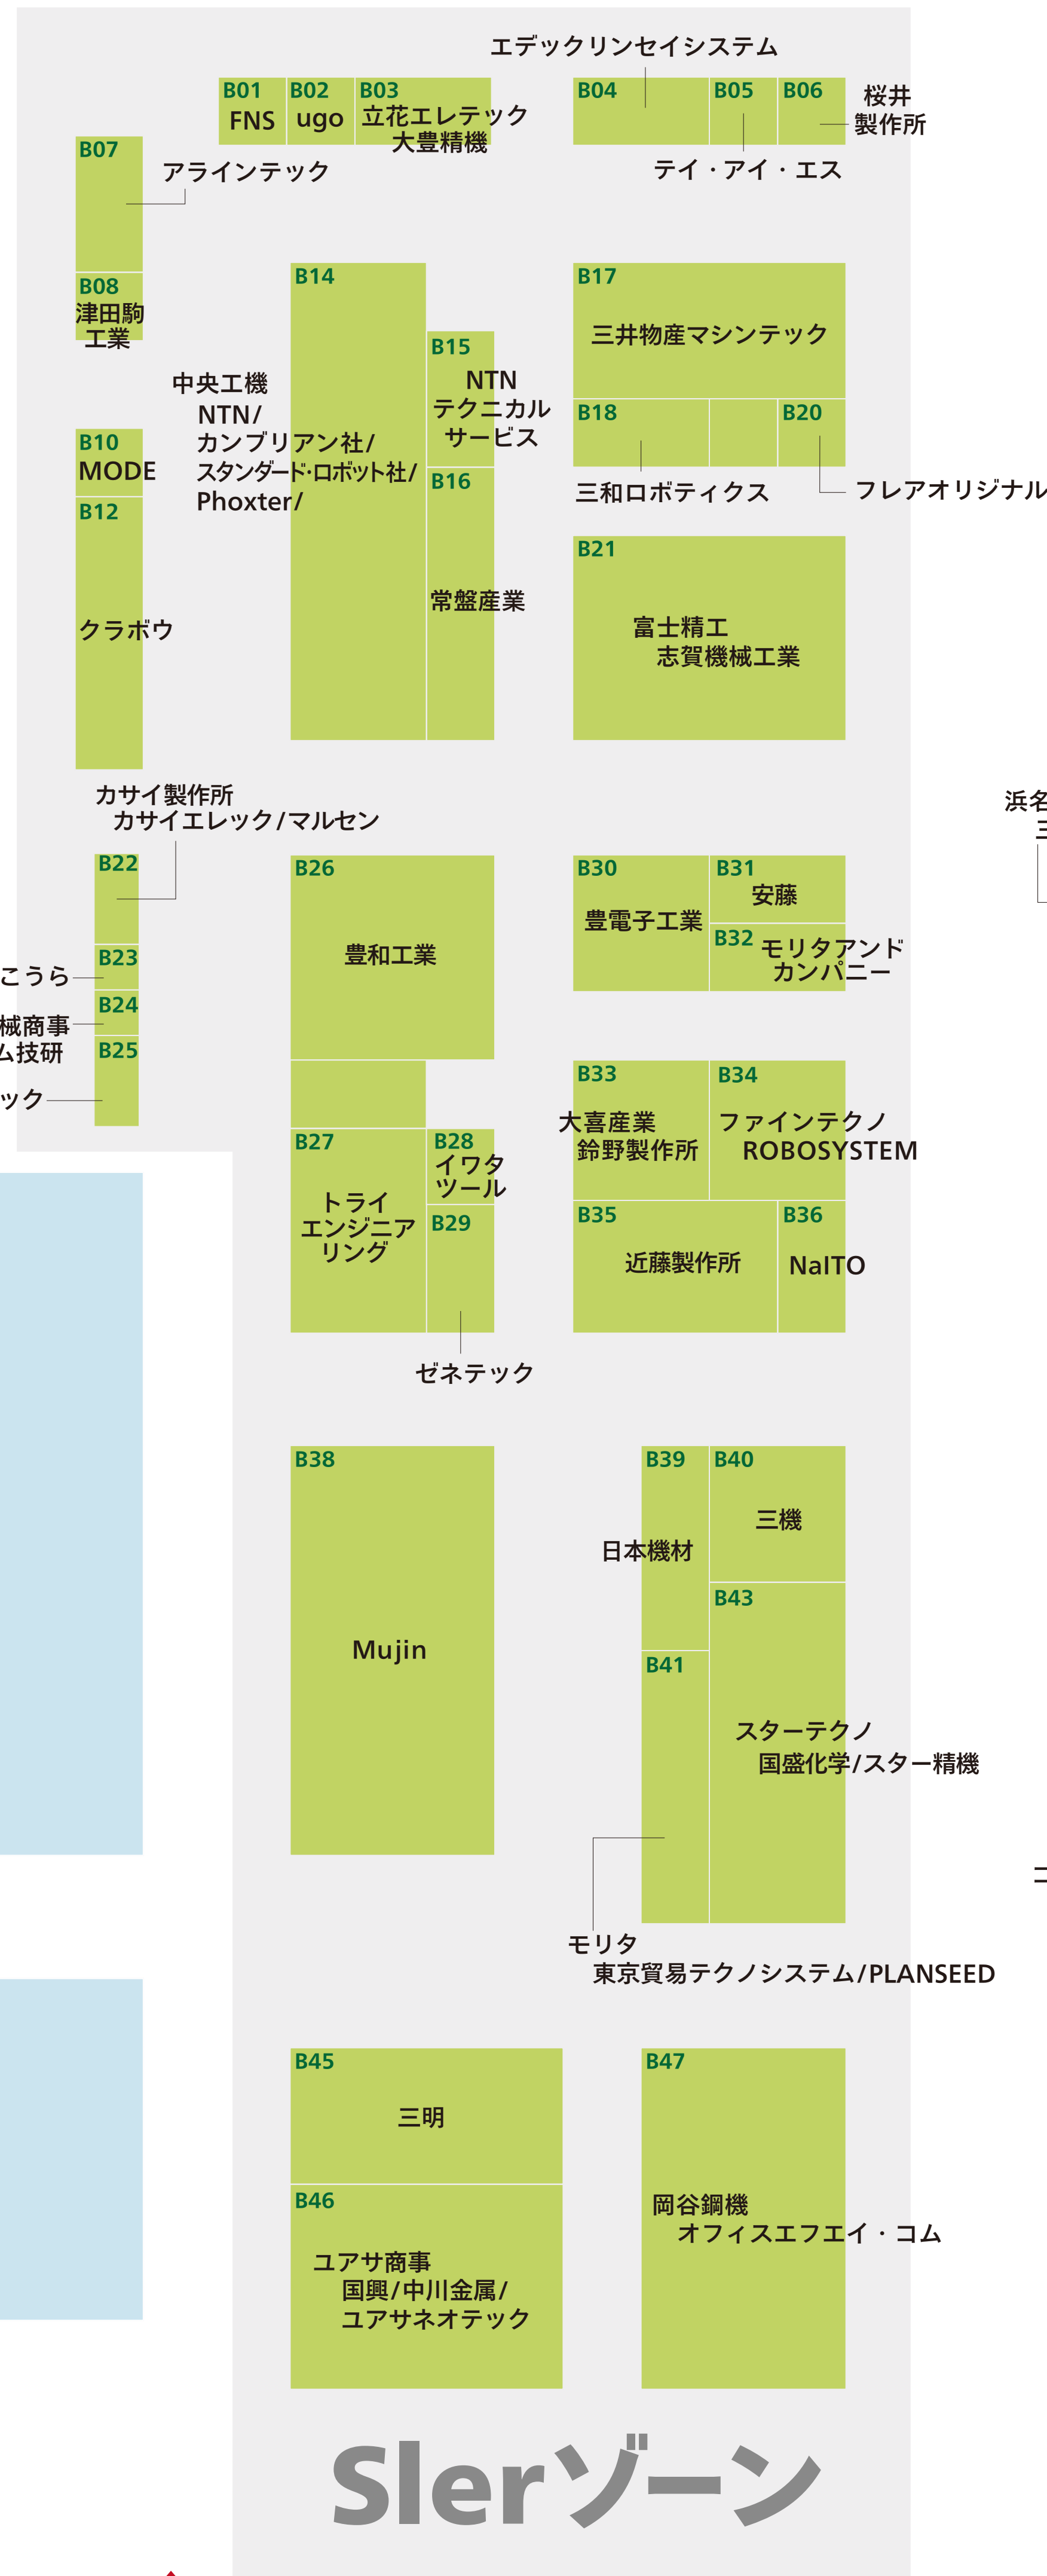 エデックリンセイシステム
B01
FNS
B02
ugo
B03
立花エレテック
大豊精機
B04
B05
B06
桜井
製作所
テイ・アイ・エス
B07
アラインテック
B08
津田駒
工業
B10
MODE
B12
クラボウ
B14
中央工機
NTN/
カンブリアン社/
スタンダード・ロボット社/
Phoxter/
B15
NTN
テクニカル
サービス
B16
常盤産業
B17
三井物産マシンテック
B18
B20
三和ロボティクス
フレアオリジナル
B21
富士精工
志賀機械工業
カサイ製作所
カサイエレック/マルセン
浜名
B22
B23
こうら
B24
械商事
ム技研
B25
ック
B26
豊和工業
B30
豊電子工業
B31
安藤
B32
モリタアンド
カンパニー
B27
トライ
エンジニア
リング
B28
イワタ
ツール
B29
ゼネテック
B33
大喜産業
鈴野製作所
B34
ファインテクノ
ROBOSYSTEM
B35
近藤製作所
B36
NaITO
B38
Mujin
B39
日本機材
B40
三機
B41
B43
スターテクノ
国盛化学/スター精機
モリタ
東京貿易テクノシステム/PLANSEED
B45
三明
B46
ユアサ商事
国興/中川金属/
ユアサネオテック
B47
岡谷鋼機
オフィスエフエイ・コム
SIerゾーン